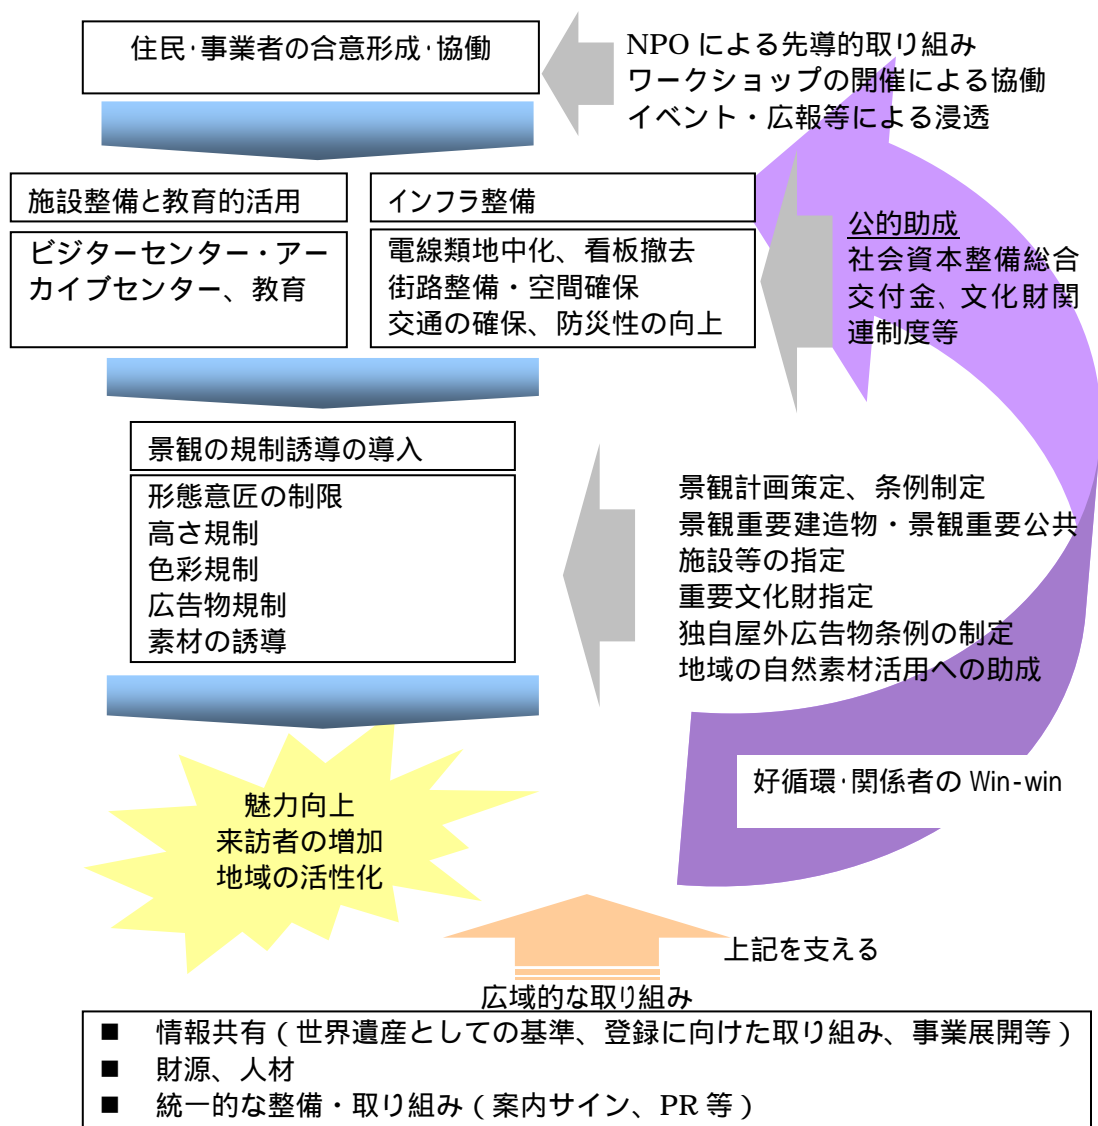 住民･事業者の合意形成･協働
NPO による先導的取り組み
ワークショップの開催による協働
イベント・広報等による浸透
施設整備と教育的活用
ビジターセンター・アー
カイブセンター、教育
インフラ整備
電線類地中化、看板撤去
街路整備・空間確保
交通の確保、防災性の向上
公的助成
社会資本整備総合
交付金、文化財関
連制度等
景観の規制誘導の導入
形態意匠の制限
高さ規制
色彩規制
広告物規制
素材の誘導
景観計画策定、条例制定
景観重要建造物・景観重要公共
施設等の指定
重要文化財指定
独自屋外広告物条例の制定
地域の自然素材活用への助成
好循環･関係者の Win-win
魅力向上
来訪者の増加
地域の活性化
上記を支える
広域的な取り組み
■ 情報共有（世界遺産としての基準、登録に向けた取り組み、事業展開等）
■ 財源、人材
■ 統一的な整備・取り組み（案内サイン、PR 等）